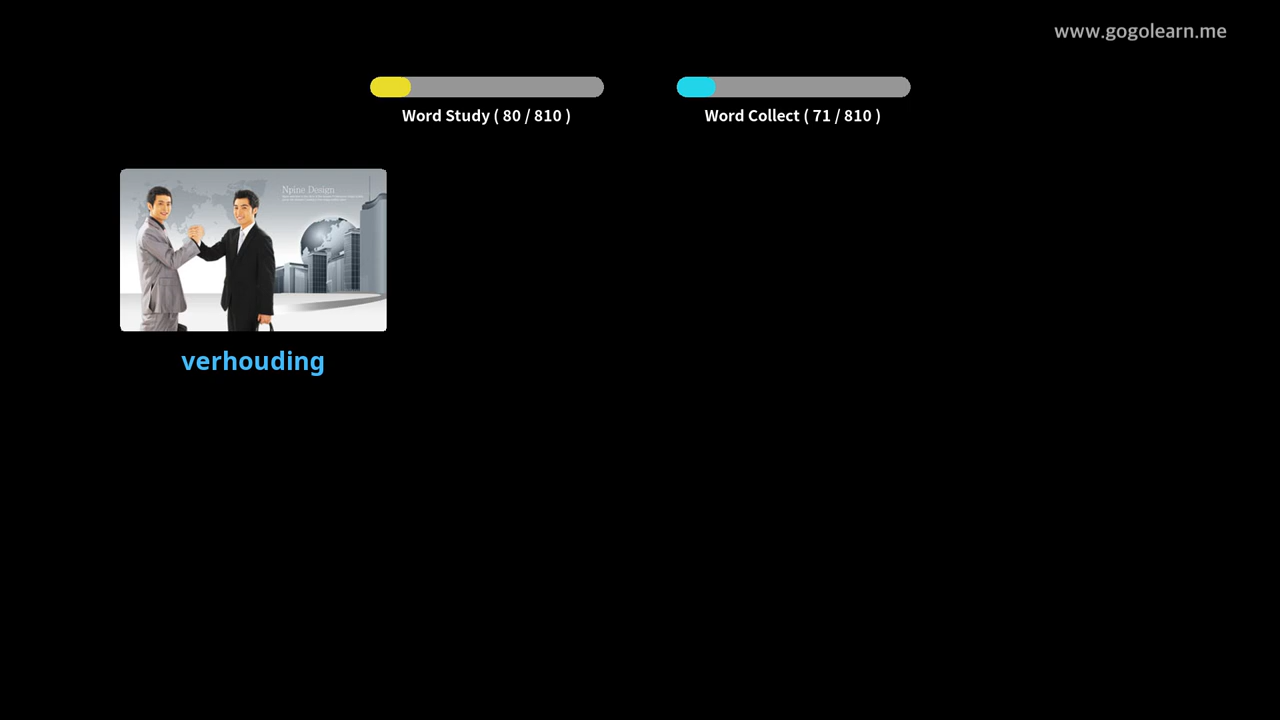 www.gogolearn.me
Word Study ( 80 / 810 )
Word Collect ( 71 / 810 )
Npine Design
verhouding